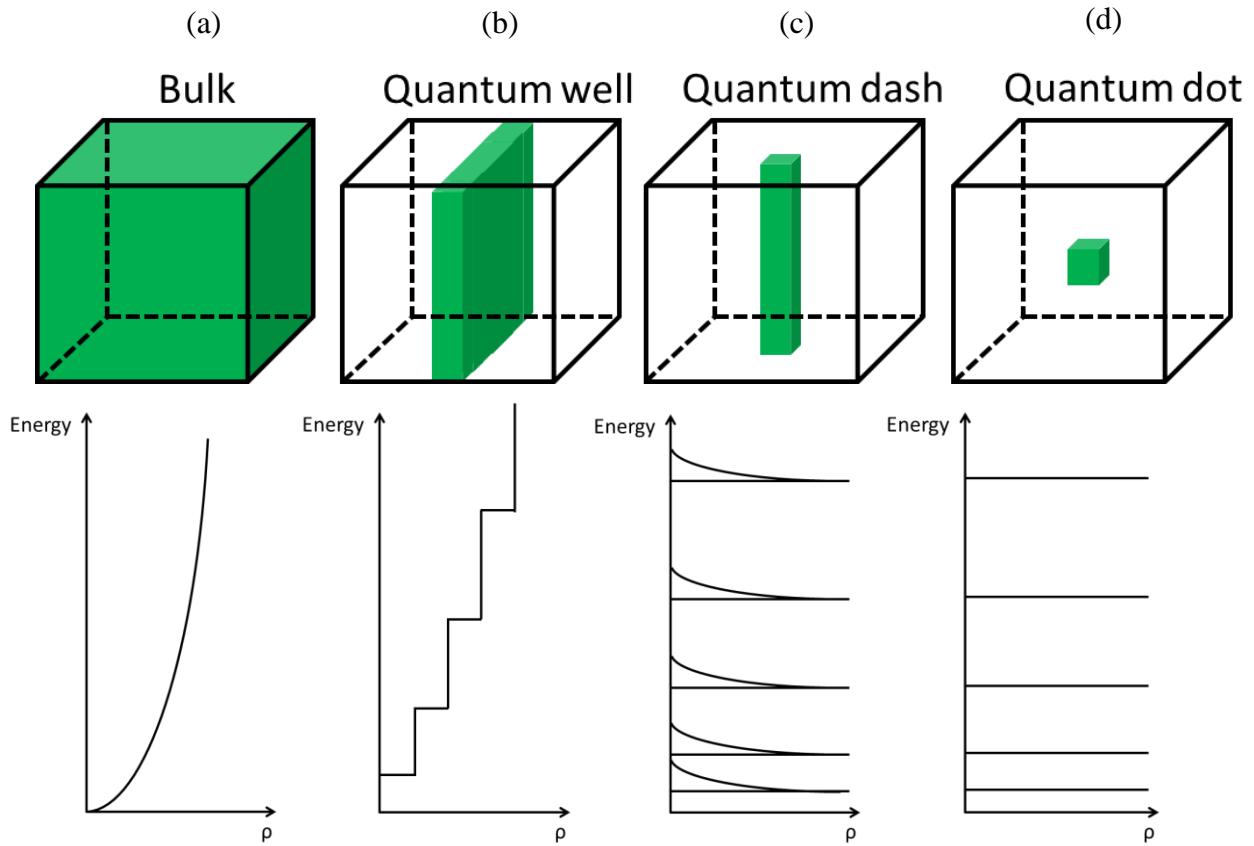 (a) (b) (c) (d)
Bulk Quantum well Quantum dash Quantum dot
Energy Energy Energy Energy
ρ ρ ρ ρ